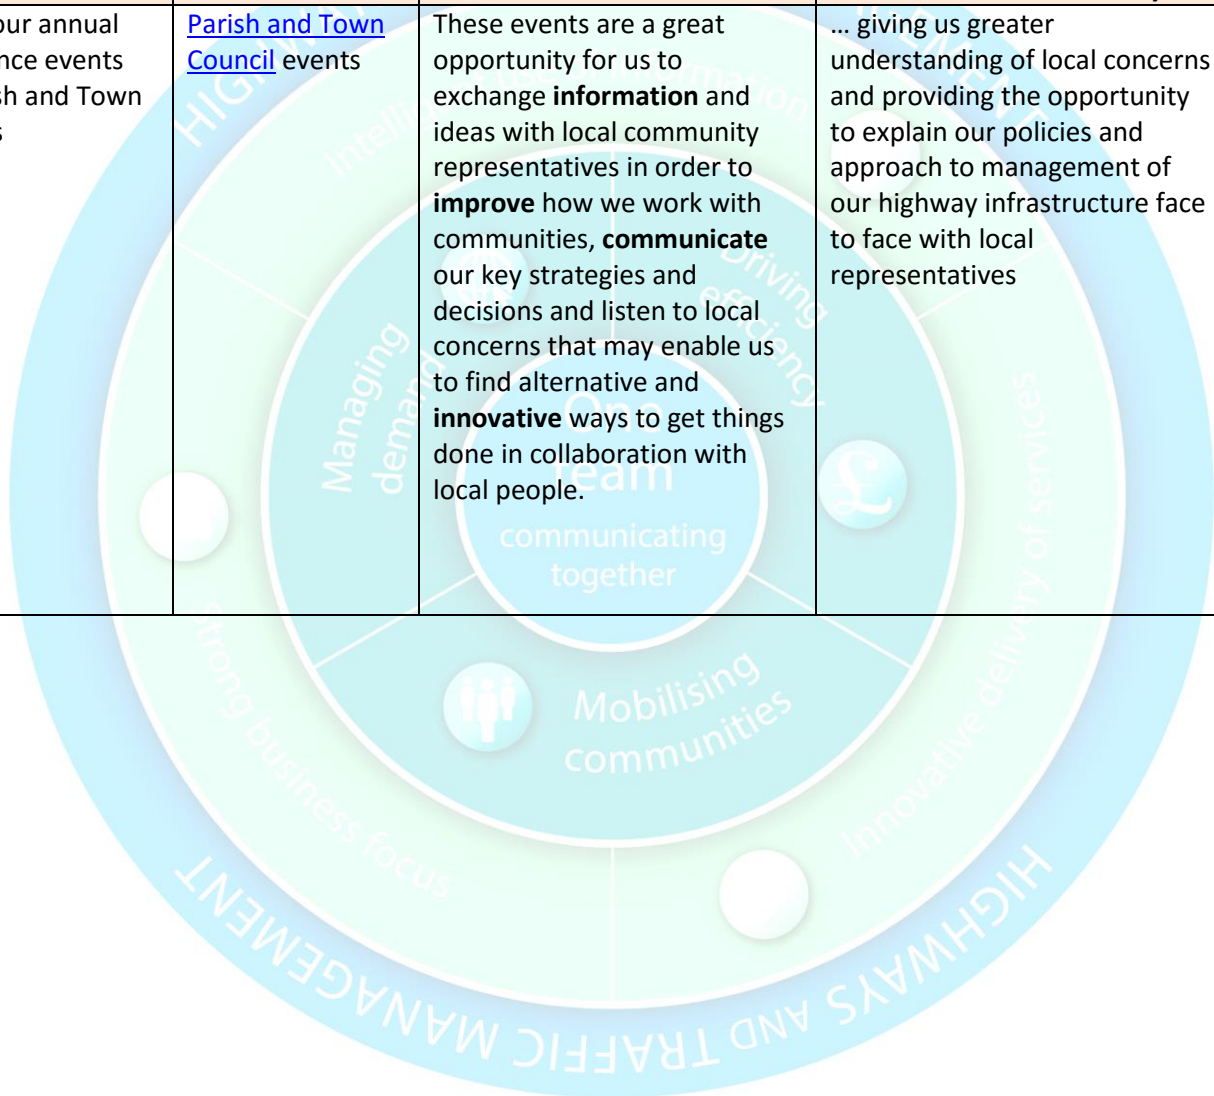 our annual
nce events
sh and Town
s
Parish and Town
Council events
These events are a great
opportunity for us to
exchange information and
ideas with local community
representatives in order to
improve how we work with
communities, communicate
our key strategies and
decisions and listen to local
concerns that may enable us
to find alternative and
innovative ways to get things
done in collaboration with
local people.
… giving us greater
understanding of local concerns
and providing the opportunity
to explain our policies and
approach to management of
our highway infrastructure face
to face with local
representatives
Intelligent use of information
Managing
demand
Driving
efficiency
One
team
communicating
together
£
Mobilising
communities
Strong business focus
Innovative delivery of services
HIGHWAYS AND TRAFFIC MANAGEMENT